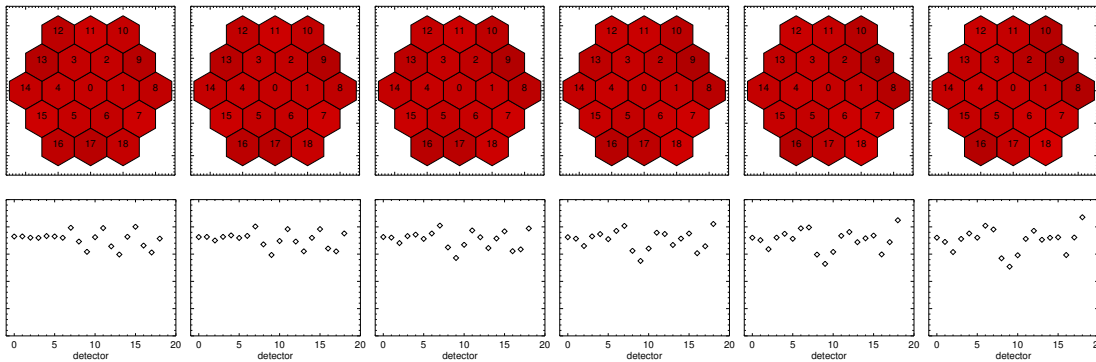 12 11 10 12 11 10 12 11 10 12 11 10 12 11 10 12 11 10
13 3 2 9 13 3 2 9 13 3 2 9 13 3 2 9 13 3 2 9 13 3 2 9
14 4 0 1 8 14 4 0 1 8 14 4 0 1 8 14 4 0 1 8 14 4 0 1 8 14 4 0 1 8
15 5 6 7 15 5 6 7 15 5 6 7 15 5 6 7 15 5 6 7 15 5 6 7
16 17 18 16 17 18 16 17 18 16 17 18 16 17 18 16 17 18
0 5 10 15 20 0 5 10 15 20 0 5 10 15 20 0 5 10 15 20 0 5 10 15 20 0 5 10 15 20
detector detector detector detector detector detector